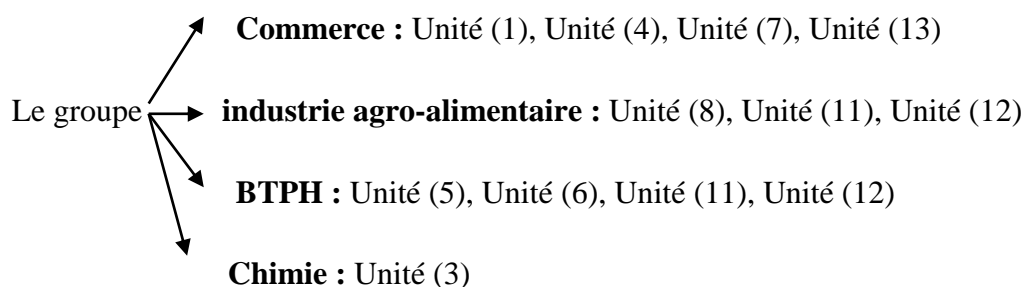 Commerce : Unité (1), Unité (4), Unité (7), Unité (13)
Le groupe industrie agro-alimentaire : Unité (8), Unité (11), Unité (12)
BTPH : Unité (5), Unité (6), Unité (11), Unité (12)
Chimie : Unité (3)